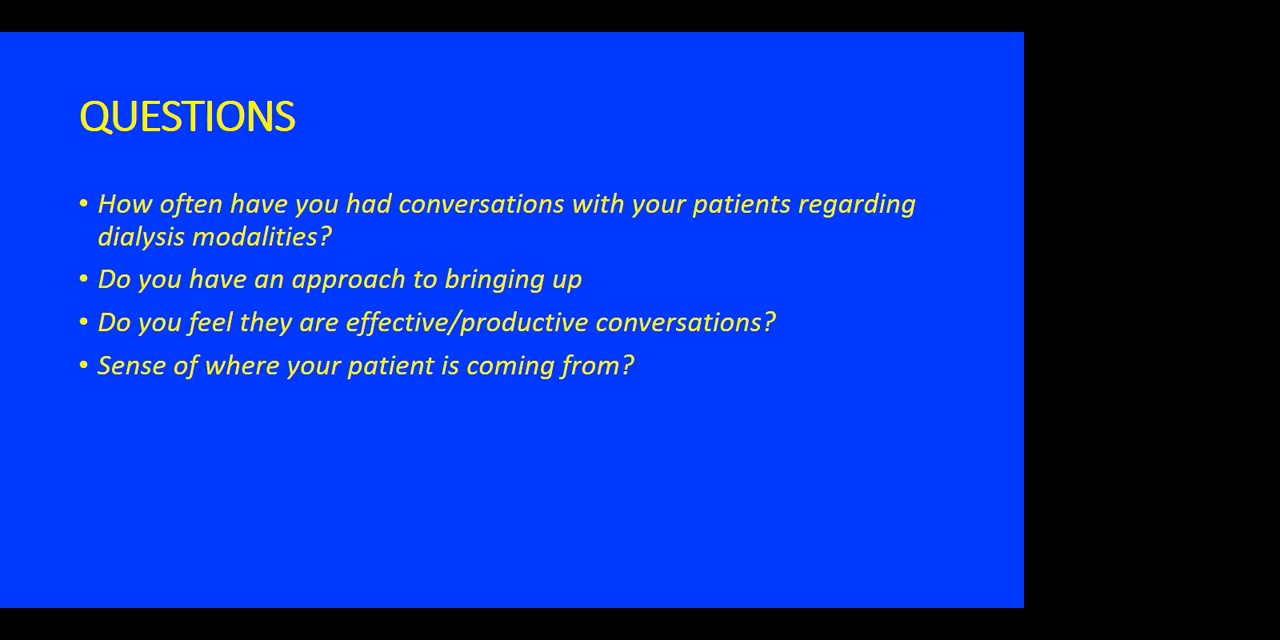 QUESTIONS
• How often have you had conversations with your patients regarding
dialysis modalities?
• Do you have an approach to bringing up
• Do you feel they are effective/productive conversations?
• Sense of where your patient is coming from?